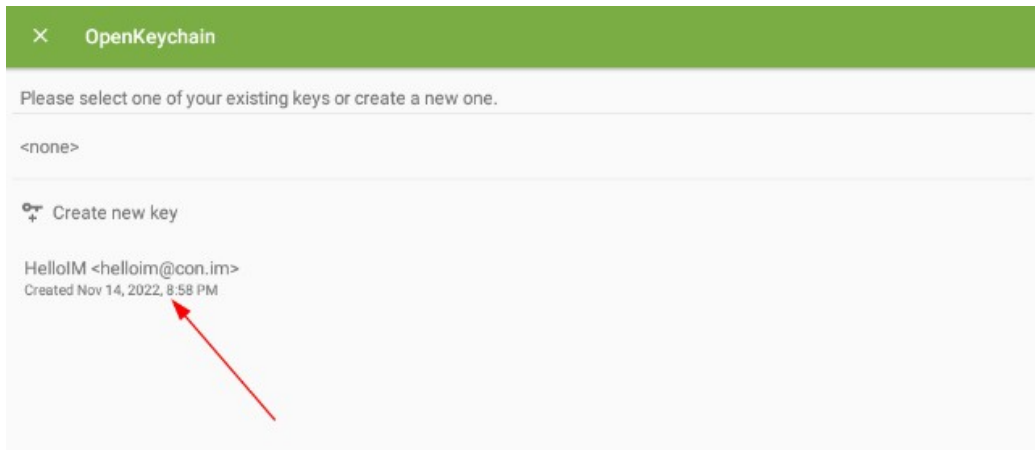 OpenKeychain
Please select one of your existing keys or create a new one.
<none>
Create new key
HelloIM <helloim@con.im>
Created Nov 14, 2022, 8:58 PM